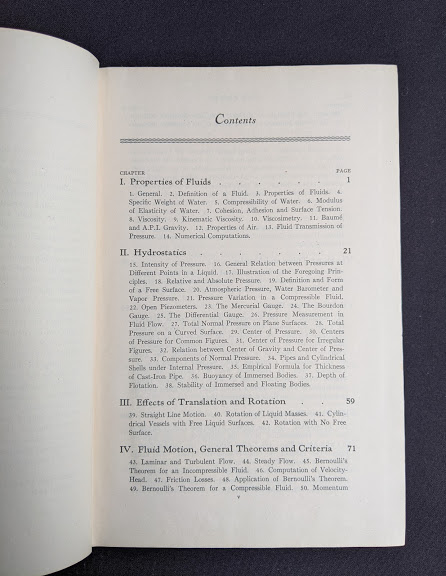 Contents
CHAPTER PAGE
I. Properties of Fluids . . . . . . 1
1. General. 2. Definition of a Fluid. 3. Properties of Fluids. 4.
Specific Weight of Water. 5. Compressibility of Water. 6. Modulus
of Elasticity of Water. 7. Cohesion, Adhesion and Surface Tension.
8. Viscosity. 9. Kinematic Viscosity. 10. Viscosimetry. 11. Baumé
and A.P.I. Gravity. 12. Properties of Air. 13. Fluid Transmission of
Pressure. 14. Numerical Computations.
II. Hydrostatics . . . . . . . . 21
15. Intensity of Pressure. 16. General Relation between Pressures at
Different Points in a Liquid. 17. Illustration of the Foregoing Prin-
ciples. 18. Relative and Absolute Pressure. 19. Definition and Form
of a Free Surface. 20. Atmospheric Pressure, Water Barometer and
Vapor Pressure. 21. Pressure Variation in a Compressible Fluid.
22. Open Piezometers. 23. The Mercurial Gauge. 24. The Bourdon
Gauge. 25. The Differential Gauge. 26. Pressure Measurement in
Fluid Flow. 27. Total Normal Pressure on Plane Surfaces. 28. Total
Pressure on a Curved Surface. 29. Center of Pressure. 30. Centers
of Pressure for Common Figures. 31. Center of Pressure for Irregular
Figures. 32. Relation between Center of Gravity and Center of Pres-
sure. 33. Components of Normal Pressure. 34. Pipes and Cylindrical
Shells under Internal Pressure. 35. Empirical Formula for Thickness
of Cast-Iron Pipe. 36. Buoyancy of Immersed Bodies. 37. Depth of
Flotation. 38. Stability of Immersed and Floating Bodies.
III. Effects of Translation and Rotation . . 59
39. Straight Line Motion. 40. Rotation of Liquid Masses. 41. Cylin-
drical Vessels with Free Liquid Surfaces. 42. Rotation with No Free
Surface.
IV. Fluid Motion, General Theorems and Criteria 71
43. Laminar and Turbulent Flow. 44. Steady Flow. 45. Bernoulli's
Theorem for an Incompressible Fluid. 46. Computation of Velocity-
Head. 47. Friction Losses. 48. Application of Bernoulli's Theorem.
49. Bernoulli's Theorem for a Compressible Fluid. 50. Momentum
v